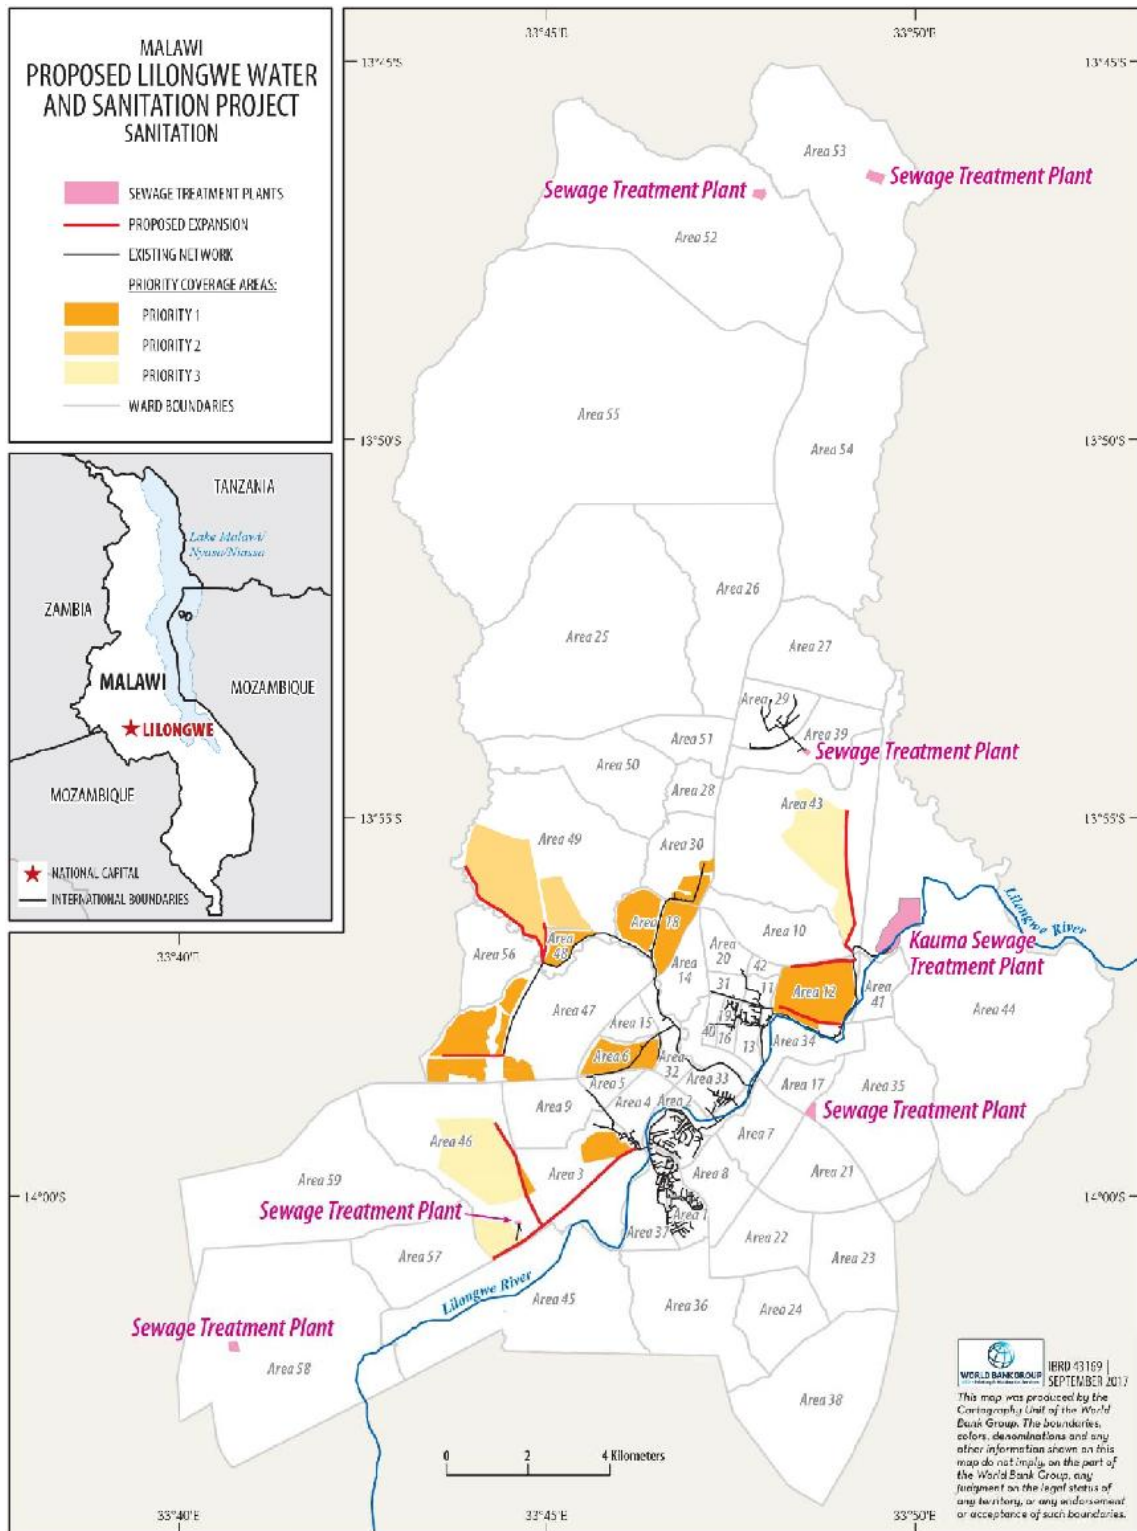 MALAWI
PROPOSED LILONGWE WATER
AND SANITATION PROJECT
SANITATION
SEWAGE TREATMENT PLANTS
PROPOSED EXPANSION
EXISTING NETWORK
PRIORITY COVERAGE AREAS:
PRIORITY 1
PRIORITY 2
PRIORITY 3
WARD BOUNDARIES
TANZANIA
Lake Malawi/
Nyasa/Niassa
ZAMBIA
MALAWI
MOZAMBIQUE
LILONGWE
MOZAMBIQUE
NATIONAL CAPITAL
INTERNATIONAL BOUNDARIES
33°45'E
33°50'E
13°45'S
13°45'S
Area 53
Sewage Treatment Plant
Sewage Treatment Plant
Area 52
Area 55
13°50'S
13°50'S
Area 54
Area 26
Area 25
Area 27
Area 29
Area 51
Area 39
Sewage Treatment Plant
Area 50
Area 28
Area 43
13°55'S
13°55'S
Area 49
Area 30
Area 18
Area 10
Lilongwe River
Kauma Sewage
Treatment Plant
33°40'E
Area 56
Area
48
Area
20
42
Area
14
31
11
Area 12
Area
41
Area 44
Area 47
Area 15
19
40
16
13
Area 34
Area 6
Area
32
Area 33
Area 17
Area 35
Area 5
Area 9
Area 4
Area 2
Sewage Treatment Plant
Area 46
Area 7
Area 59
Area 3
Area 8
Area 21
14°00'S
14°00'S
Sewage Treatment Plant
Area 1
Area 37
Area 22
Area 23
Area 57
Lilongwe River
Area 45
Area 36
Area 24
Sewage Treatment Plant
Area 58
Area 38
0 2 4 Kilometers
WORLD BANK GROUP
IBRD 43169 |
SEPTEMBER 2017
This map was produced by the
Cartography Unit of the World
Bank Group. The boundaries,
colors, denominations and any
other information shown on this
map do not imply, on the part of
the World Bank Group, any
judgment on the legal status of
any territory, or any endorsement
or acceptance of such boundaries.
33°40'E
33°45'E
33°50'E